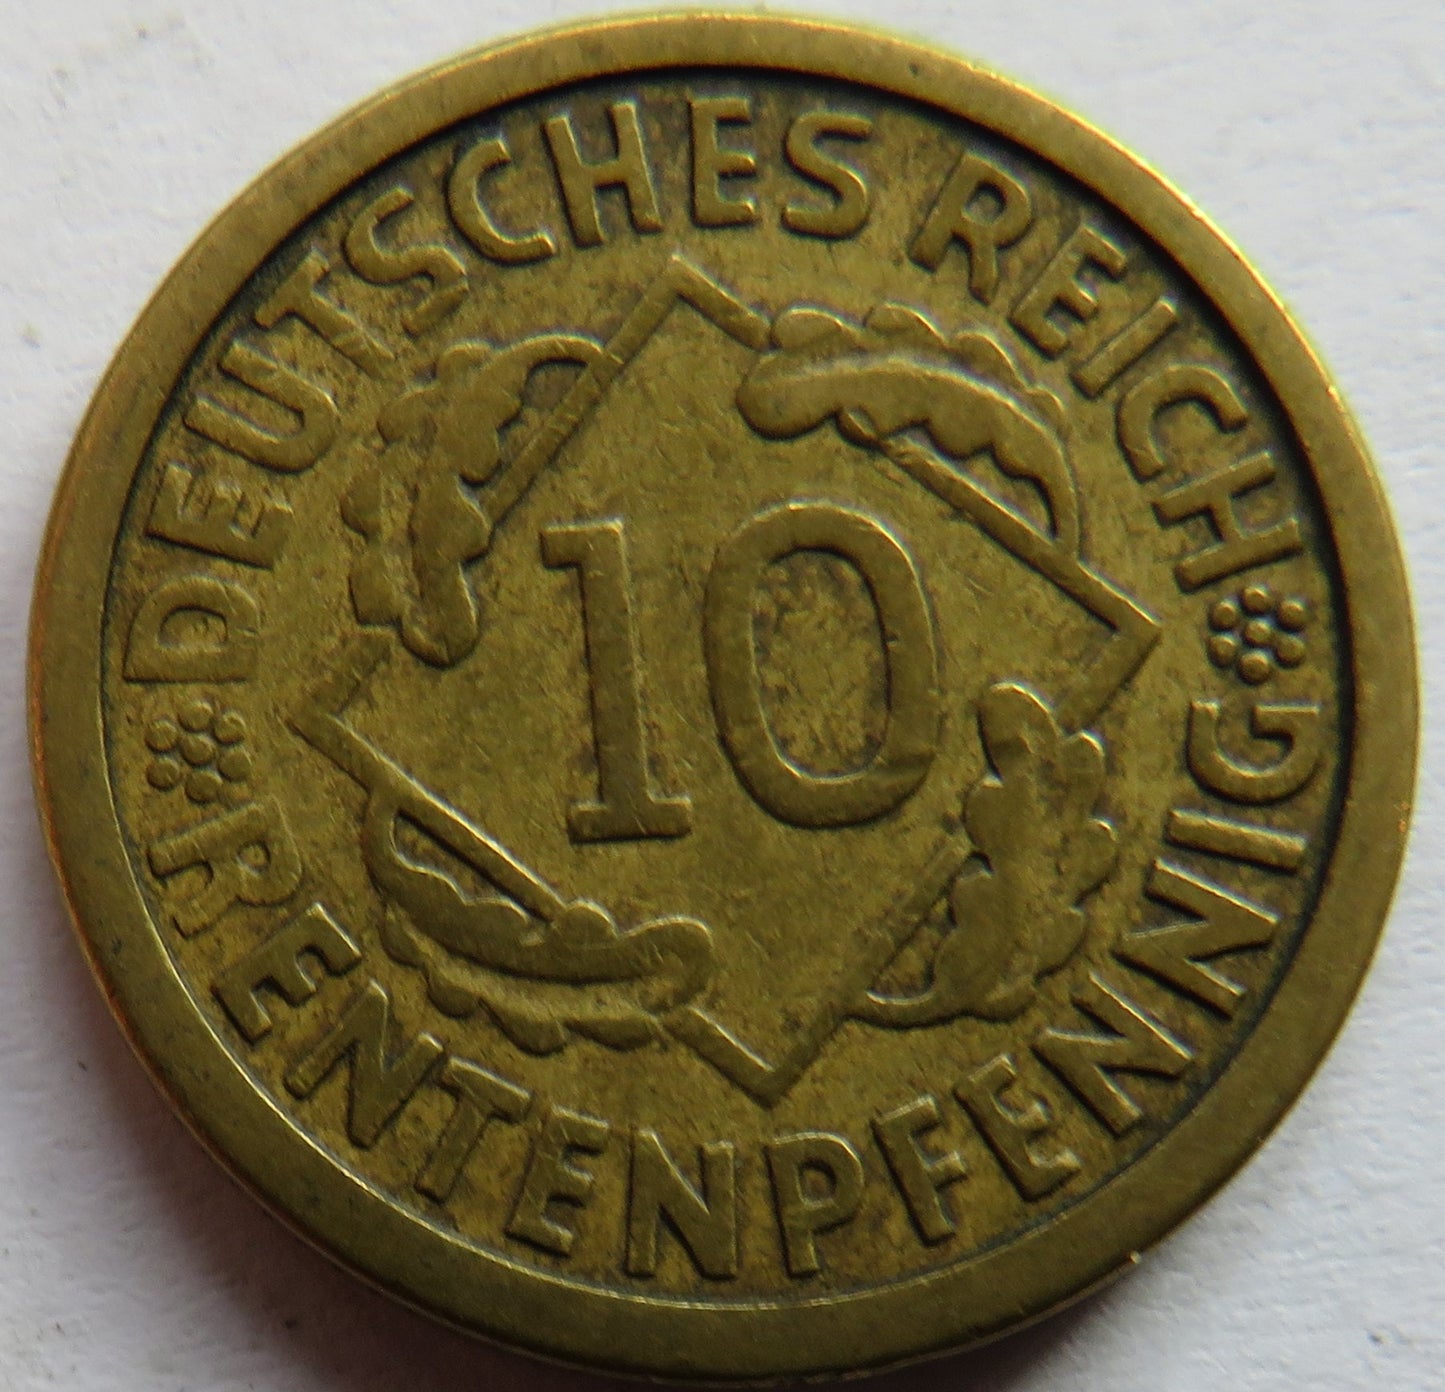 DEUTSCHES REICH
RENTENPFENNIG
10